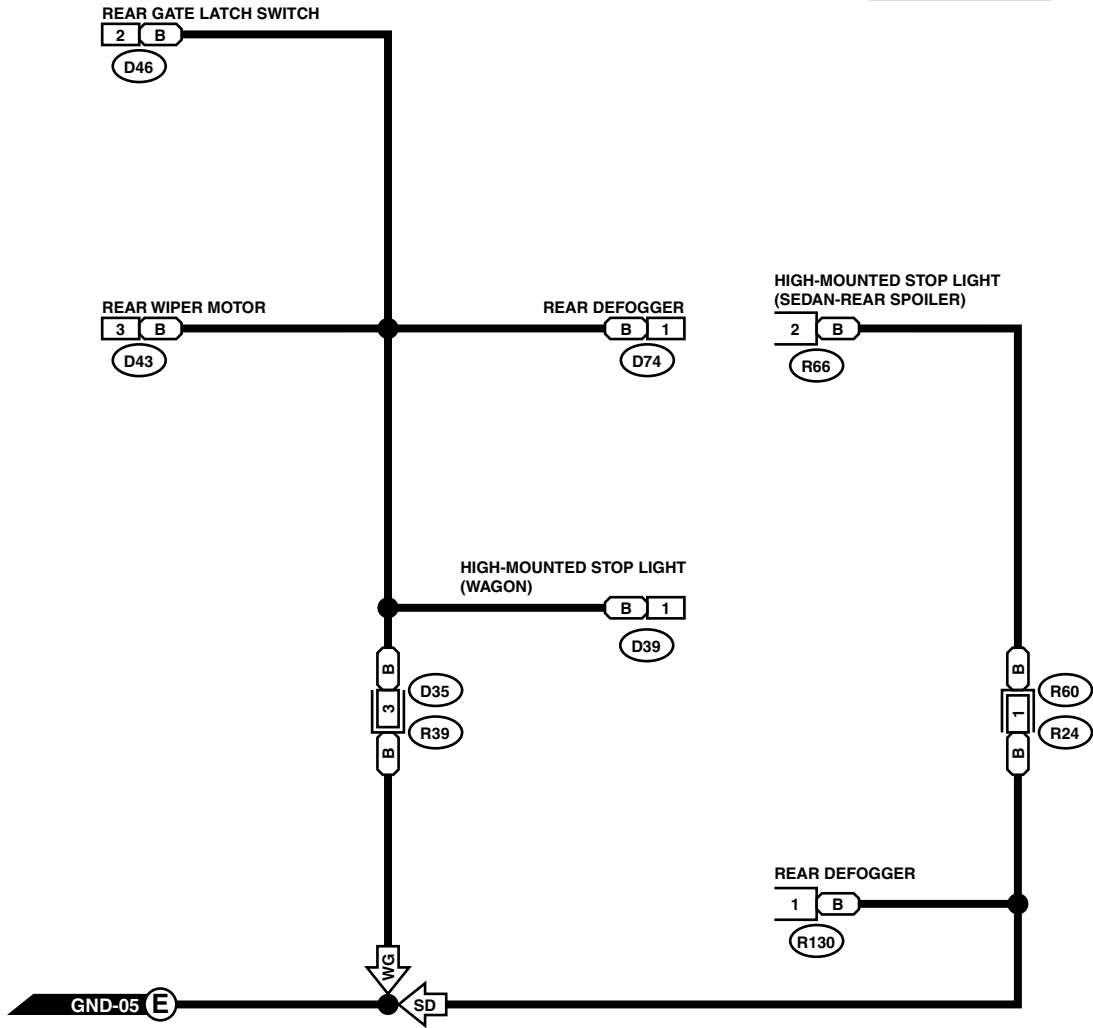 REAR GATE LATCH SWITCH
2 B
D46
REAR WIPER MOTOR
3 B
D43
REAR DEFOGGER
B 1
D74
HIGH-MOUNTED STOP LIGHT
(SEDAN-REAR SPOILER)
2 B
R66
HIGH-MOUNTED STOP LIGHT
(WAGON)
B 1
D39
B
D35
3
R39
B
B
R60
1
R24
B
REAR DEFOGGER
1 B
R130
WG
GND-05 E
SD